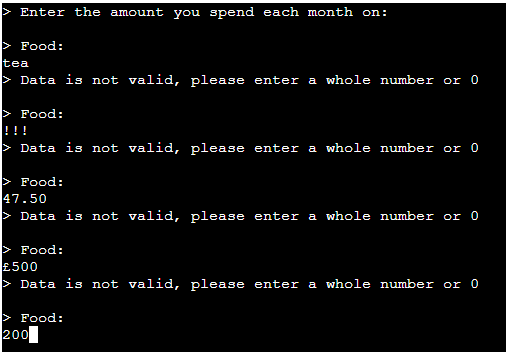 > Enter the amount you spend each month on:
> Food:
tea
> Data is not valid, please enter a whole number or 0
> Food:
!!!
> Data is not valid, please enter a whole number or 0
> Food:
47.50
> Data is not valid, please enter a whole number or 0
> Food:
£500
> Data is not valid, please enter a whole number or 0
> Food:
200